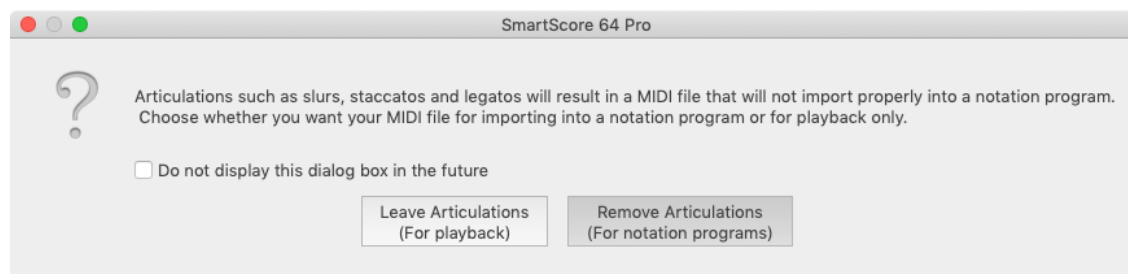 SmartScore 64 Pro
?
Articulations such as slurs, staccatos and legatos will result in a MIDI file that will not import properly into a notation program.
Choose whether you want your MIDI file for importing into a notation program or for playback only.
Do not display this dialog box in the future
Leave Articulations
(For playback)
Remove Articulations
(For notation programs)